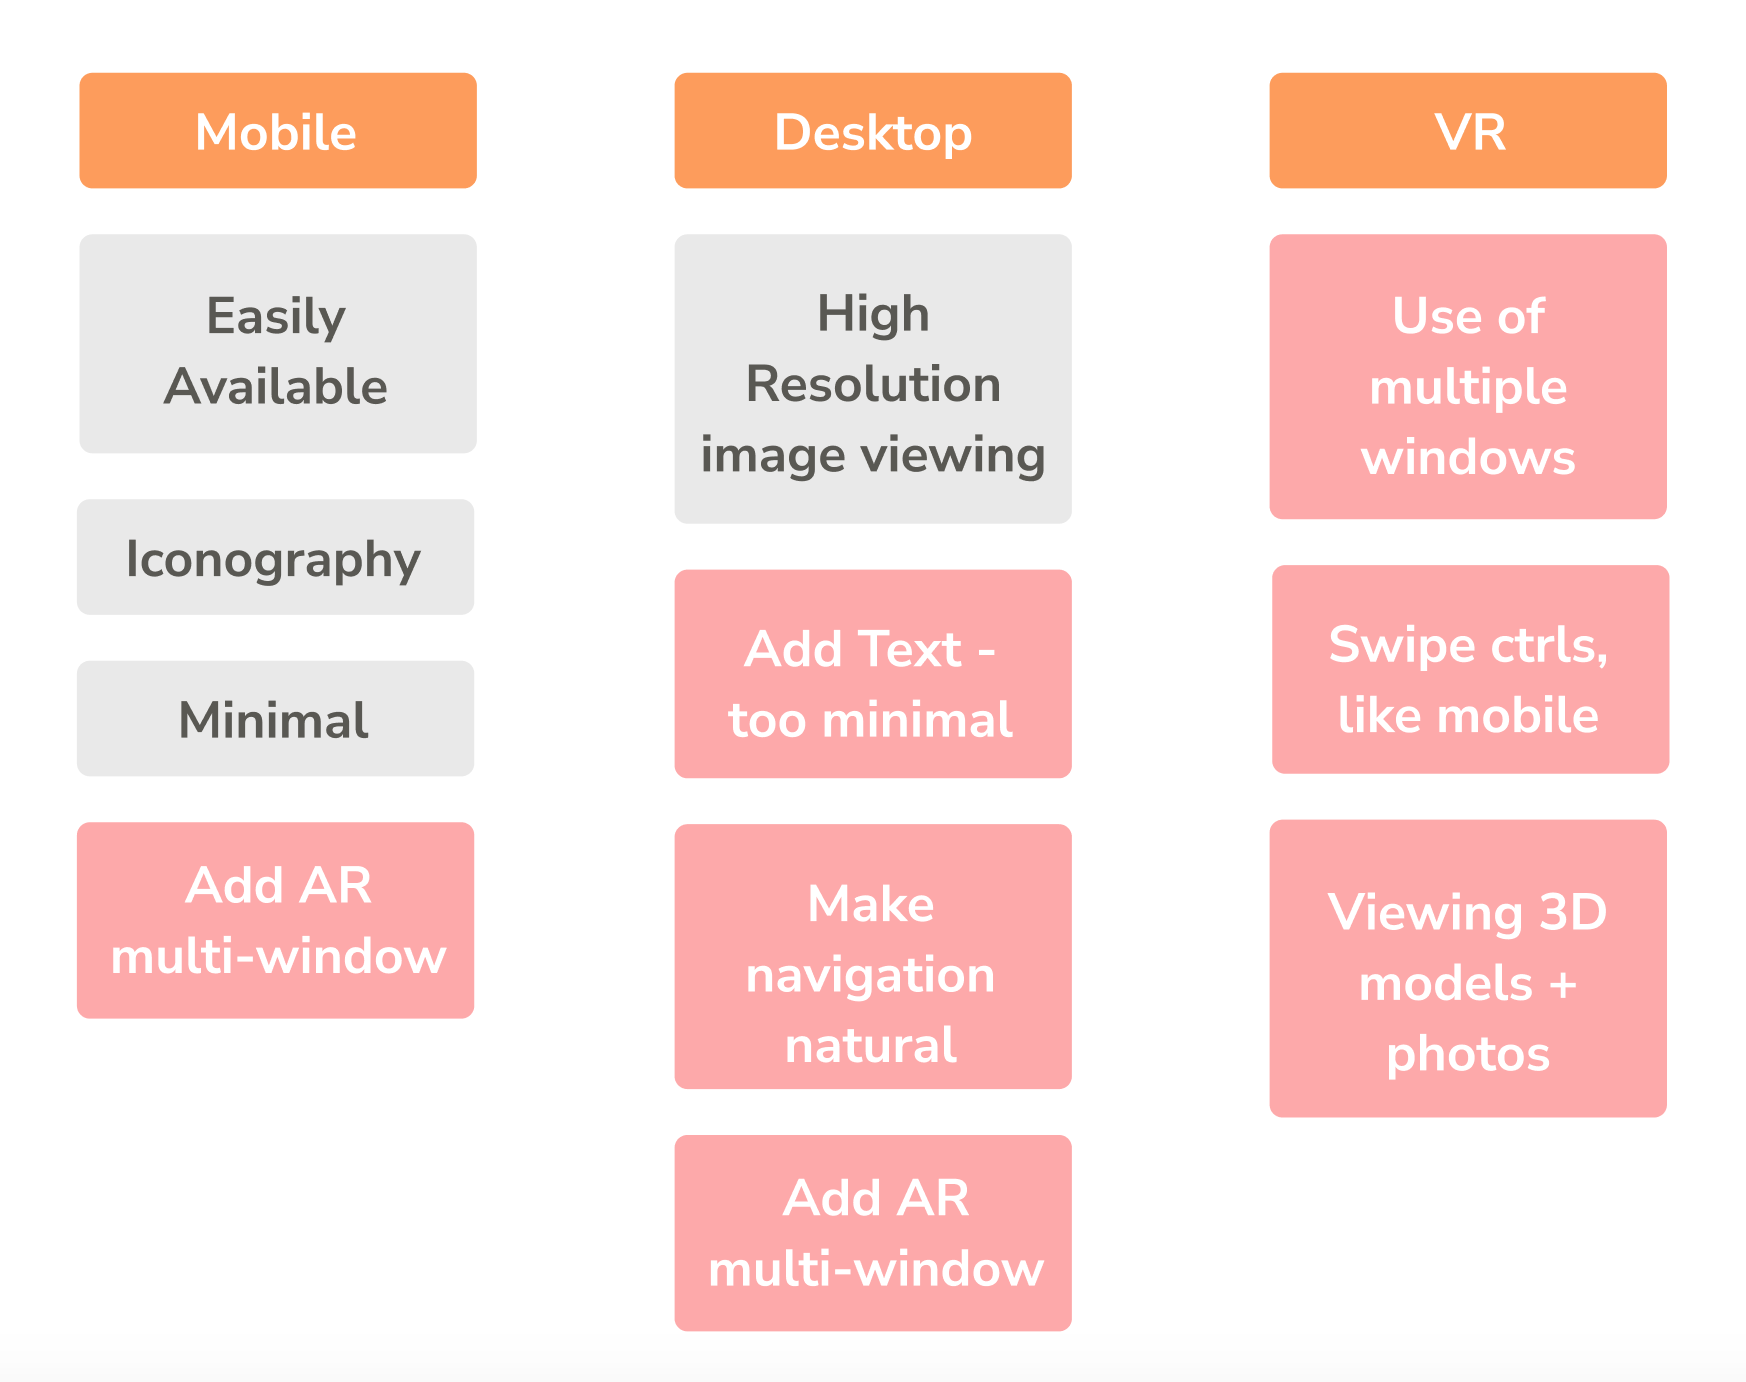 Mobile
Easily
Available
Iconography
Minimal
Add AR
multi-window
Desktop
High
Resolution
image viewing
Add Text -
too minimal
Make
navigation
natural
Add AR
multi-window
VR
Use of
multiple
windows
Swipe ctrls,
like mobile
Viewing 3D
models +
photos